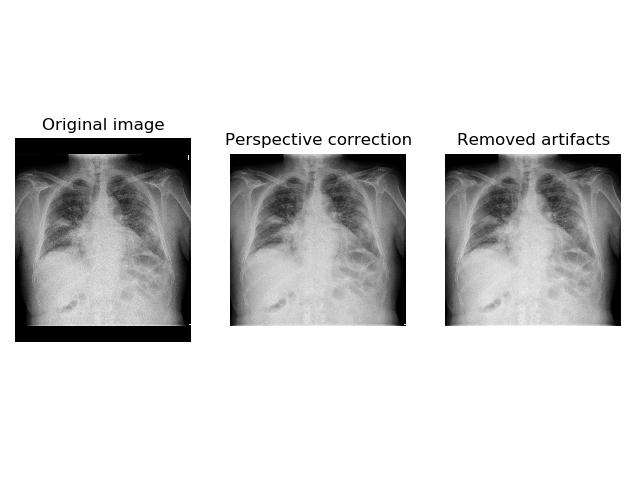 Original image
Perspective correction
Removed artifacts